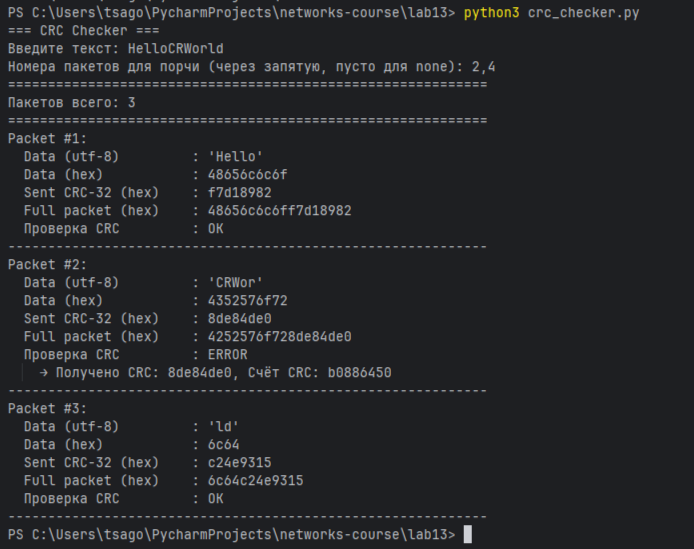 PS C:\Users\tsago\PycharmProjects\networks-course\lab13> python3 crc_checker.py
=== CRC Checker ===
Введите текст: HelloCRWorld
Номера пакетов для порчи (через запятую, пусто для none): 2,4
============================================================
Пакетов всего: 3
============================================================
Packet #1:
  Data (utf-8)         : 'Hello'
  Data (hex)           : 48656c6c6f
  Sent CRC-32 (hex)    : f7d18982
  Full packet (hex)    : 48656c6c6ff7d18982
  Проверка CRC         : OK
------------------------------------------------------------
Packet #2:
  Data (utf-8)         : 'CRWor'
  Data (hex)           : 4352576f72
  Sent CRC-32 (hex)    : 8de84de0
  Full packet (hex)    : 4252576f728de84de0
  Проверка CRC         : ERROR
    → Получено CRC: 8de84de0, Счёт CRC: b0886450
------------------------------------------------------------
Packet #3:
  Data (utf-8)         : 'ld'
  Data (hex)           : 6c64
  Sent CRC-32 (hex)    : c24e9315
  Full packet (hex)    : 6c64c24e9315
  Проверка CRC         : OK
------------------------------------------------------------
PS C:\Users\tsago\PycharmProjects\networks-course\lab13>